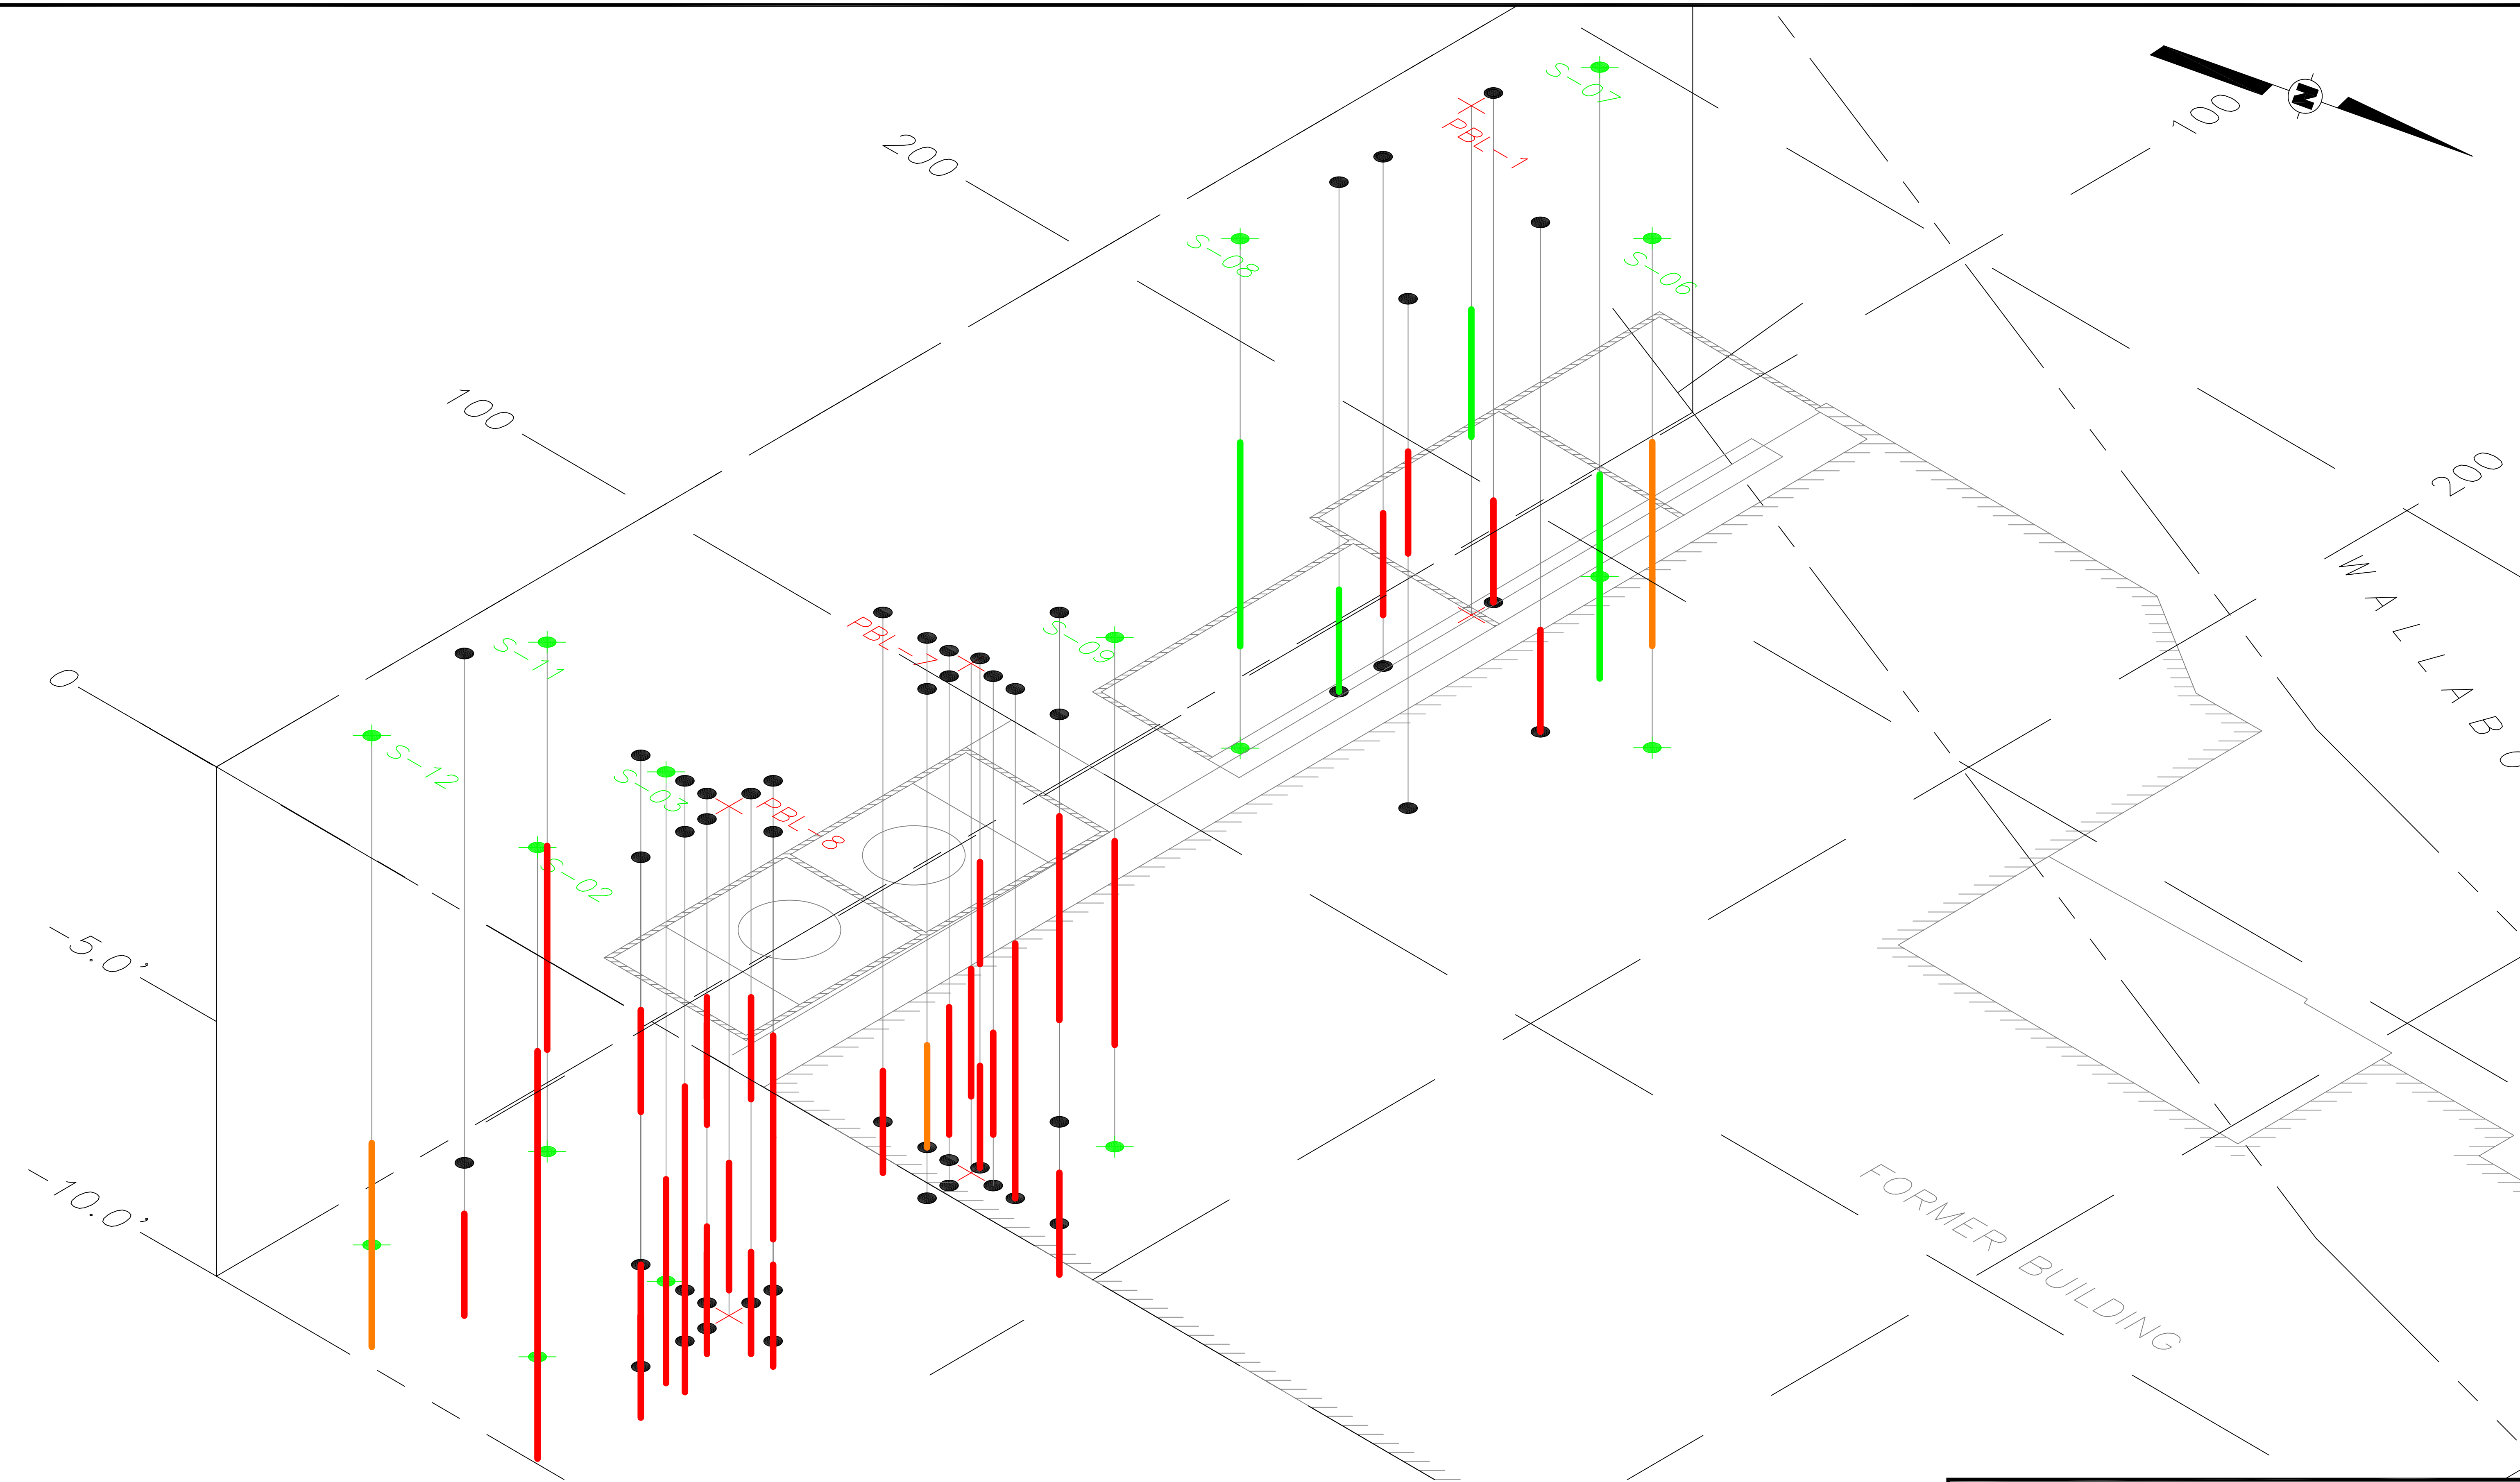 S-07
N
100
PBL-1
200
S-08
S-06
100
200
WALLABO
PBL-7
S-09
S-11
0
S-12
S-03
PBL-8
S-02
-5.0'
-10.0'
FORMER BUILDING